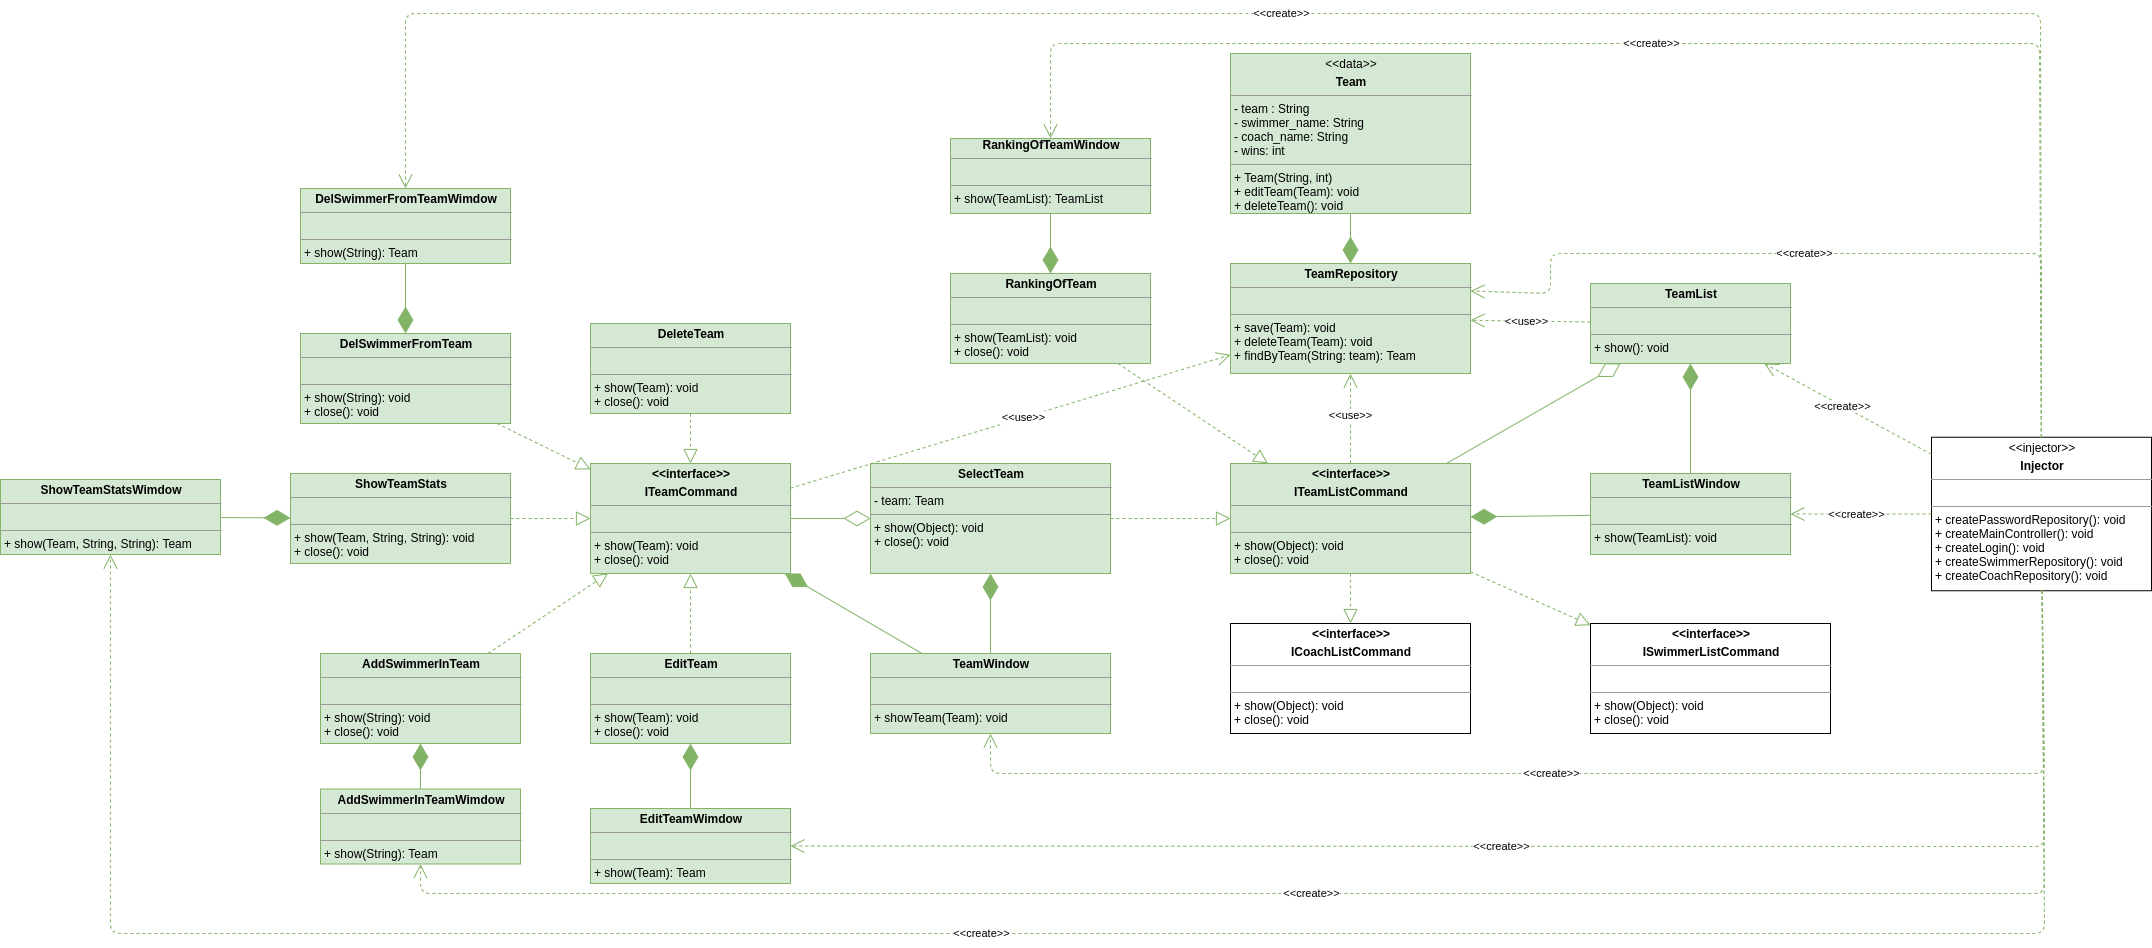 <<create>>
<<create>>
<<data>>
Team
- team : String
- swimmer_name: String
- coach_name: String
- wins: int
+ Team(String, int)
+ editTeam(Team): void
+ deleteTeam(): void
RankingOfTeamWindow
+ show(TeamList): TeamList
DelSwimmerFromTeamWimdow
+ show(String): Team
<<create>>
TeamRepository
+ save(Team): void
+ deleteTeam(Team): void
+ findByTeam(String: team): Team
RankingOfTeam
+ show(TeamList): void
+ close(): void
TeamList
+ show(): void
<<use>>
DelSwimmerFromTeam
+ show(String): void
+ close(): void
DeleteTeam
+ show(Team): void
+ close(): void
<<use>>
<<use>>
<<create>>
<<injector>>
Injector
+ createPasswordRepository(): void
+ createMainController(): void
+ createLogin(): void
+ createSwimmerRepository(): void
+ createCoachRepository(): void
ShowTeamStatsWimdow
+ show(Team, String, String): Team
ShowTeamStats
+ show(Team, String, String): void
+ close(): void
<<interface>>
ITeamCommand
+ show(Team): void
+ close(): void
SelectTeam
- team: Team
+ show(Object): void
+ close(): void
<<interface>>
ITeamListCommand
+ show(Object): void
+ close(): void
TeamListWindow
+ show(TeamList): void
<<create>>
AddSwimmerInTeam
+ show(String): void
+ close(): void
EditTeam
+ show(Team): void
+ close(): void
TeamWindow
+ showTeam(Team): void
<<interface>>
ICoachListCommand
+ show(Object): void
+ close(): void
<<interface>>
ISwimmerListCommand
+ show(Object): void
+ close(): void
<<create>>
AddSwimmerInTeamWimdow
+ show(String): Team
EditTeamWimdow
+ show(Team): Team
<<create>>
<<create>>
<<create>>